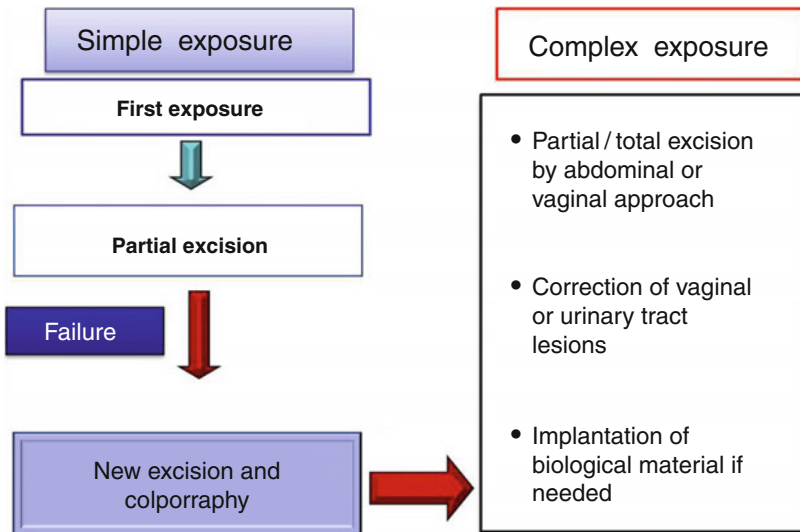 Simple exposure
First exposure
Partial excision
Failure
New excision and
colporraphy
Complex exposure
• Partial / total excision
by abdominal or
vaginal approach
• Correction of vaginal
or urinary tract
lesions
• Implantation of
biological material if
needed